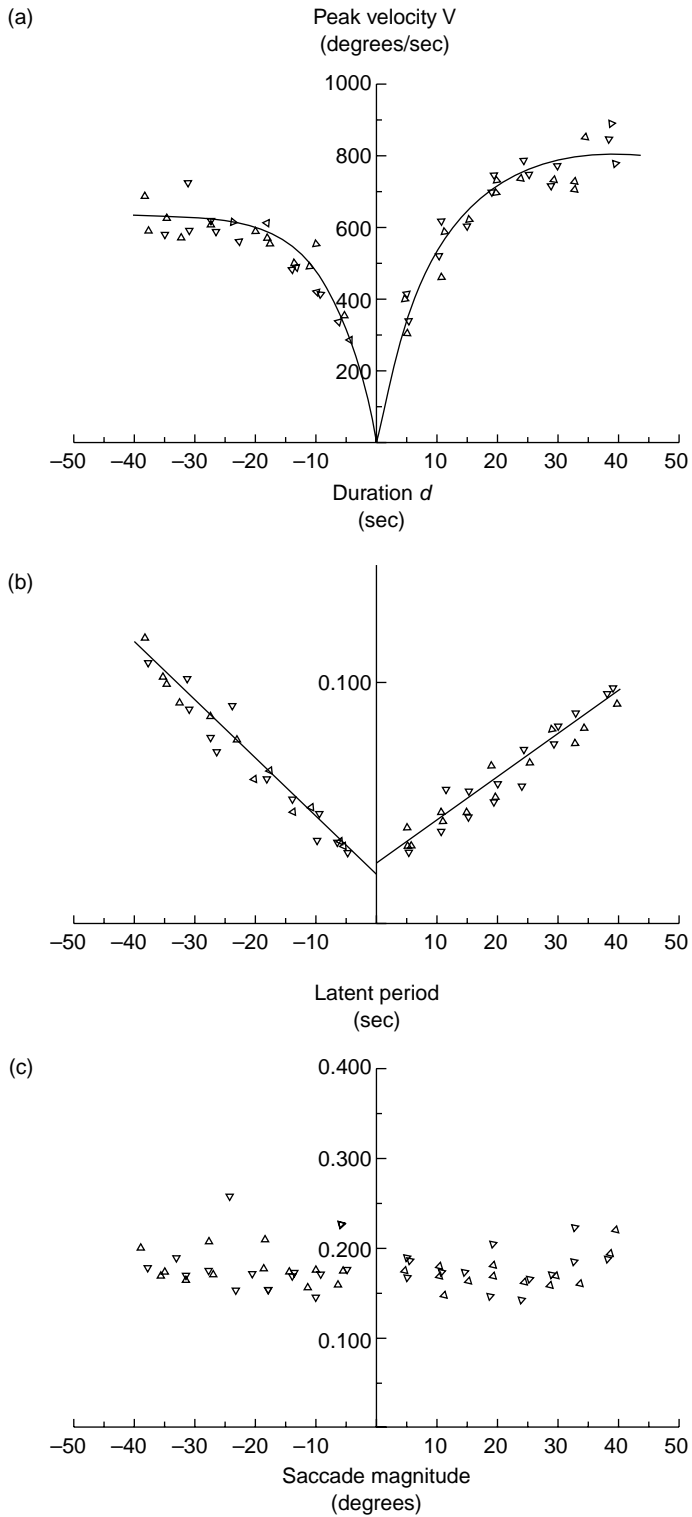 (a)
Peak velocity V
(degrees/sec)
1000
800
600
400
200
–50 –40 –30 –20 –10 10 20 30 40 50
Duration d
(sec)
(b)
0.100
–50 –40 –30 –20 –10 10 20 30 40 50
Latent period
(sec)
(c)
0.400
0.300
0.200
0.100
–50 –40 –30 –20 –10 10 20 30 40 50
Saccade magnitude
(degrees)